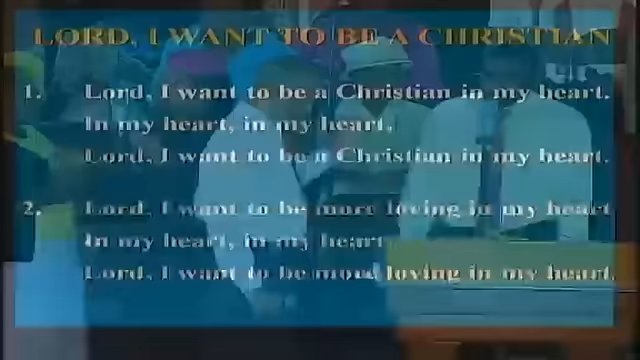 LORD, I WANT TO BE A CHRISTIAN
1. Lord, I want to be a Christian in my heart.
In my heart, in my heart,
Lord, I want to be a Christian in my heart.
2. Lord, I want to be more loving in my heart
In my heart, in my heart,
Lord, I want to be more loving in my heart.